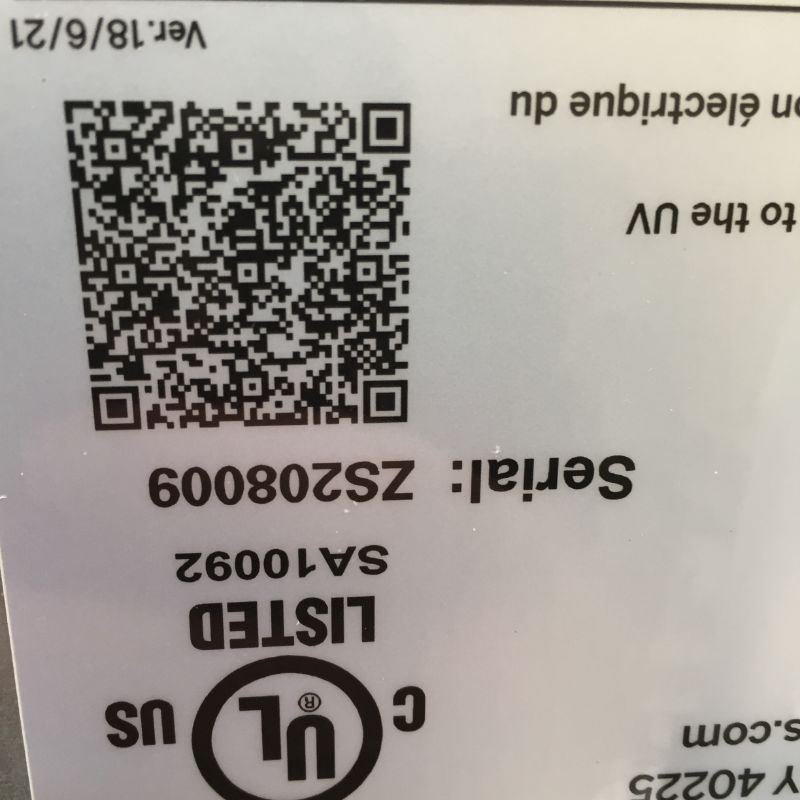 Y 40225
s.com
C UL® US
LISTED
SA10092
Serial: ZS208009
to the UV
on électrique du
Ver.18/6/21